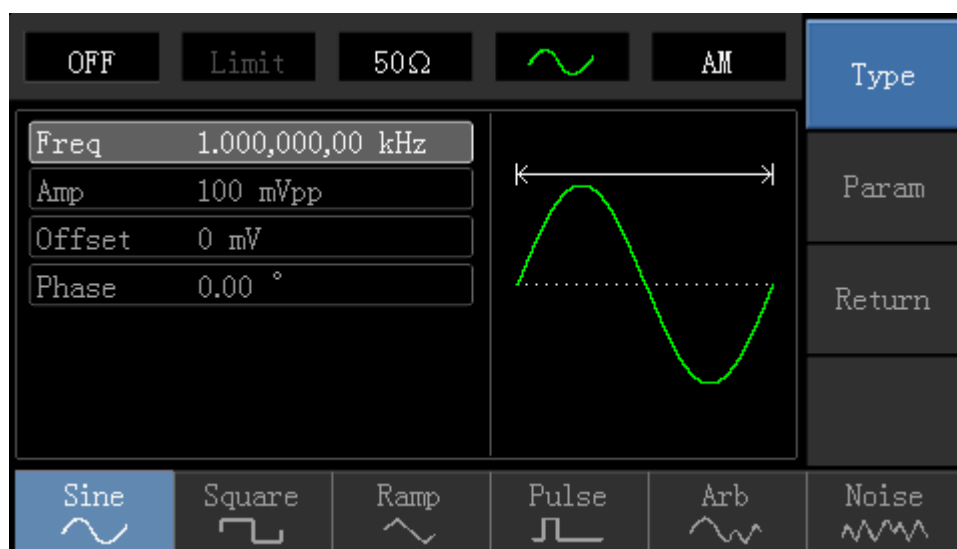 OFF Limit 50Ω AM
Type
Freq 1.000,000,00 kHz
Amp 100 mVpp
Offset 0 mV
Phase 0.00 °
Param
Return
Sine Square Ramp Pulse Arb Noise